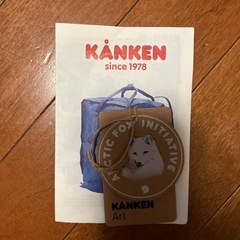 KÅNKEN
since 1978
ARCTIC FOX INITIATIVE
KÅNKEN
Art